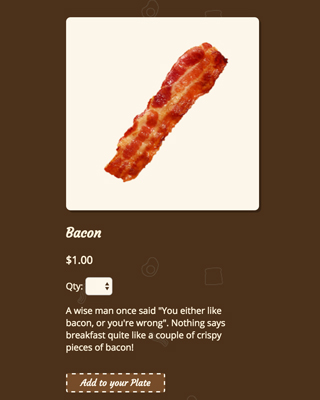 Bacon
$1.00
Qty:
A wise man once said "You either like
bacon, or you're wrong". Nothing says
breakfast quite like a couple of crispy
pieces of bacon!
Add to your Plate